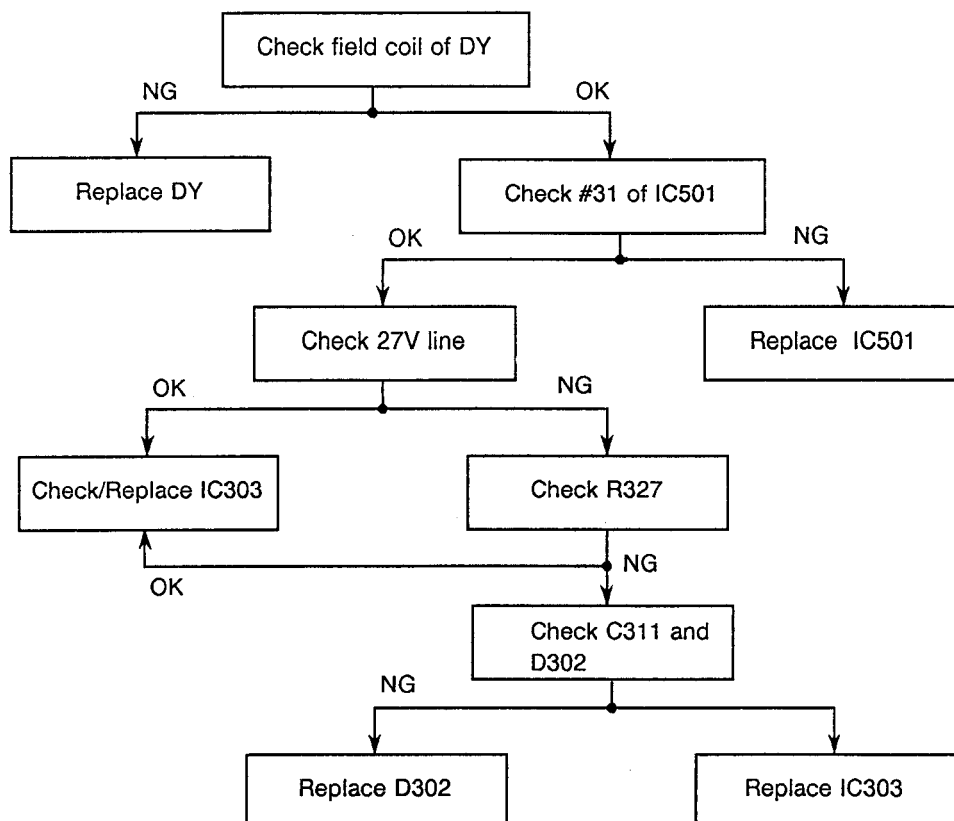 Check field coil of DY
NG
OK
Replace DY
Check #31 of IC501
OK
NG
Check 27V line
Replace IC501
OK
NG
Check/Replace IC303
Check R327
OK
NG
Check C311 and
D302
NG
Replace D302
Replace IC303